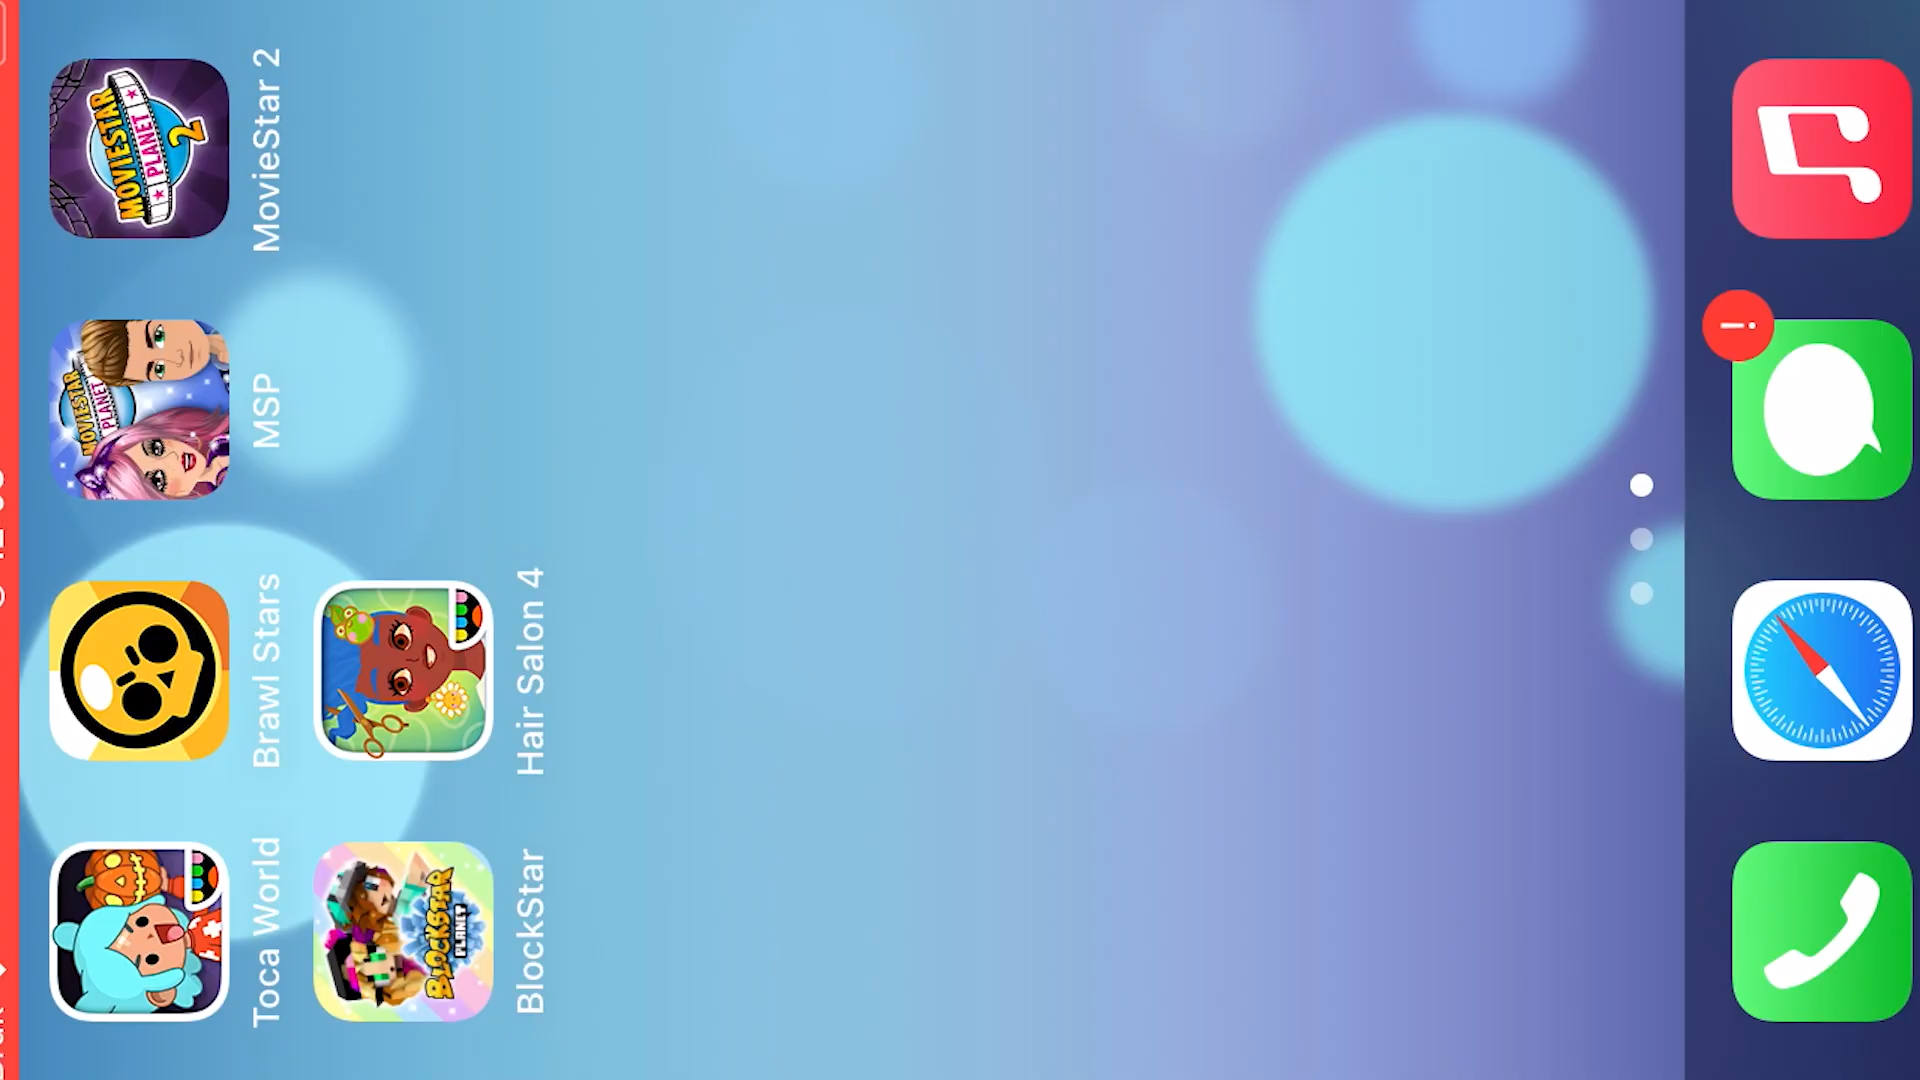 Toca World
Brawl Stars
MSP
MovieStar 2
BlockStar
Hair Salon 4
MOVIESTAR
PLANET
MOVIESTAR
PLANET
2
BLOCKSTAR
PLANET